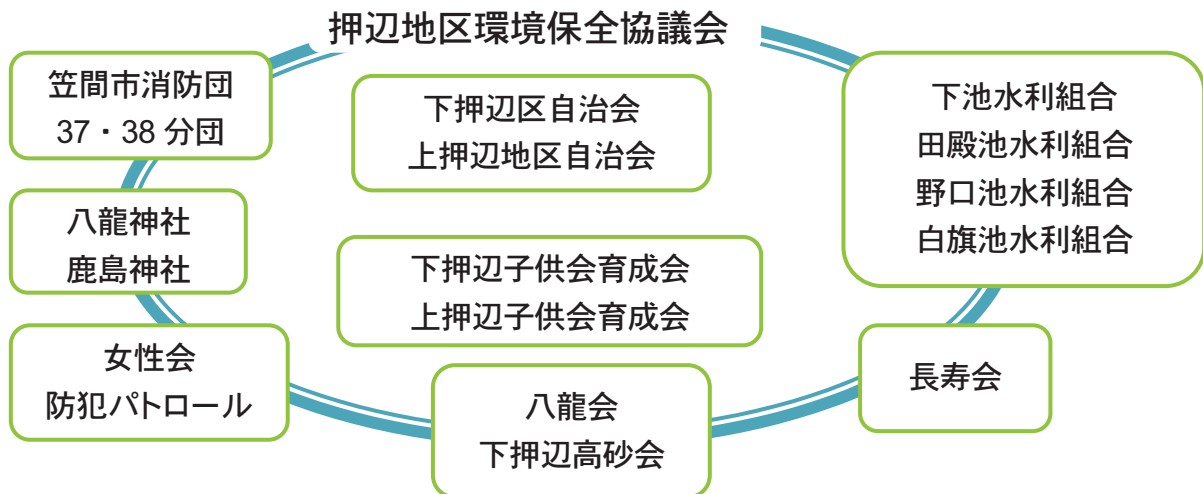 押辺地区環境保全協議会
笠間市消防団
37・38 分団
下押辺区自治会
上押辺地区自治会
下池水利組合
田殿池水利組合
野口池水利組合
白旗池水利組合
八龍神社
鹿島神社
下押辺子供会育成会
上押辺子供会育成会
女性会
防犯パトロール
八龍会
下押辺高砂会
長寿会